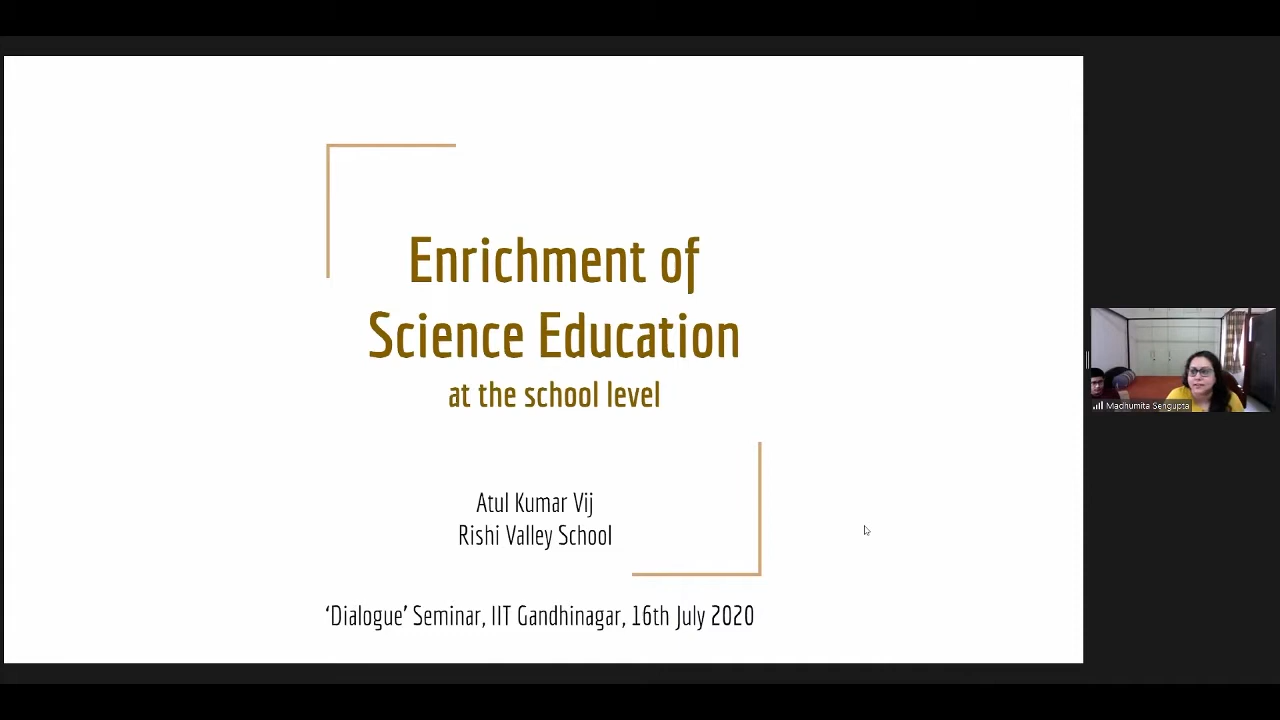 Enrichment of
Science Education
at the school level
Atul Kumar Vij
Rishi Valley School
‘Dialogue’ Seminar, IIT Gandhinagar, 16th July 2020
Madhumita Sengupta